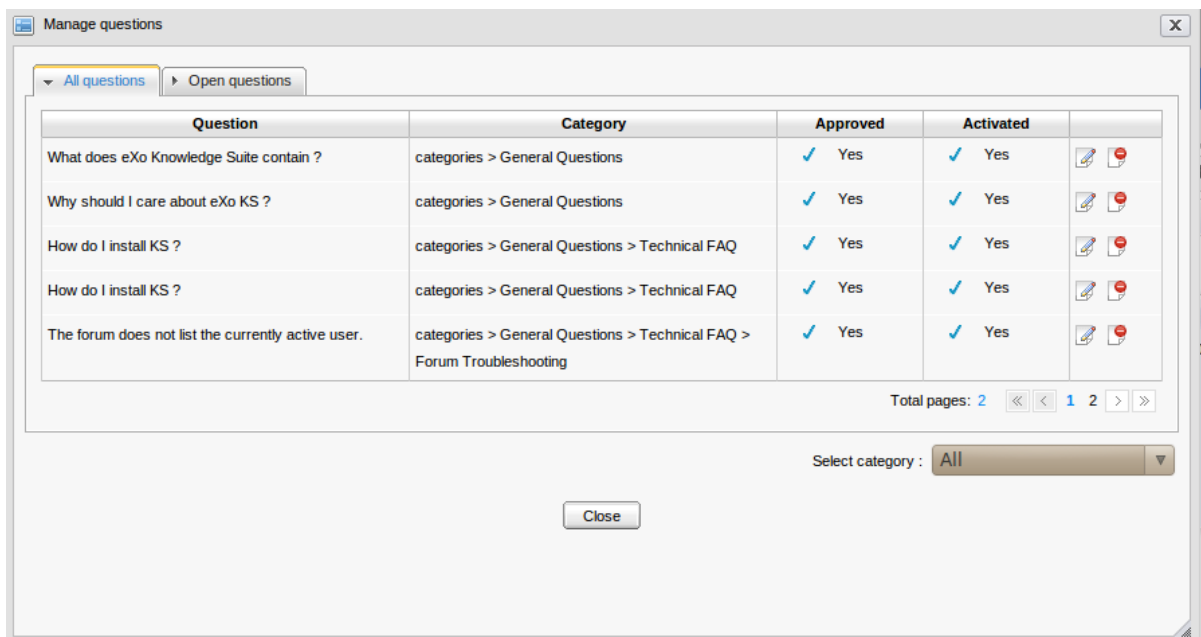 Manage questions
X
All questions Open questions
Question Category Approved Activated
What does eXo Knowledge Suite contain ? categories > General Questions Yes Yes
Why should I care about eXo KS ? categories > General Questions Yes Yes
How do I install KS ? categories > General Questions > Technical FAQ Yes Yes
How do I install KS ? categories > General Questions > Technical FAQ Yes Yes
The forum does not list the currently active user. categories > General Questions > Technical FAQ > Yes Yes
Forum Troubleshooting
Total pages: 2 « < 1 2 > »
Select category : All
Close